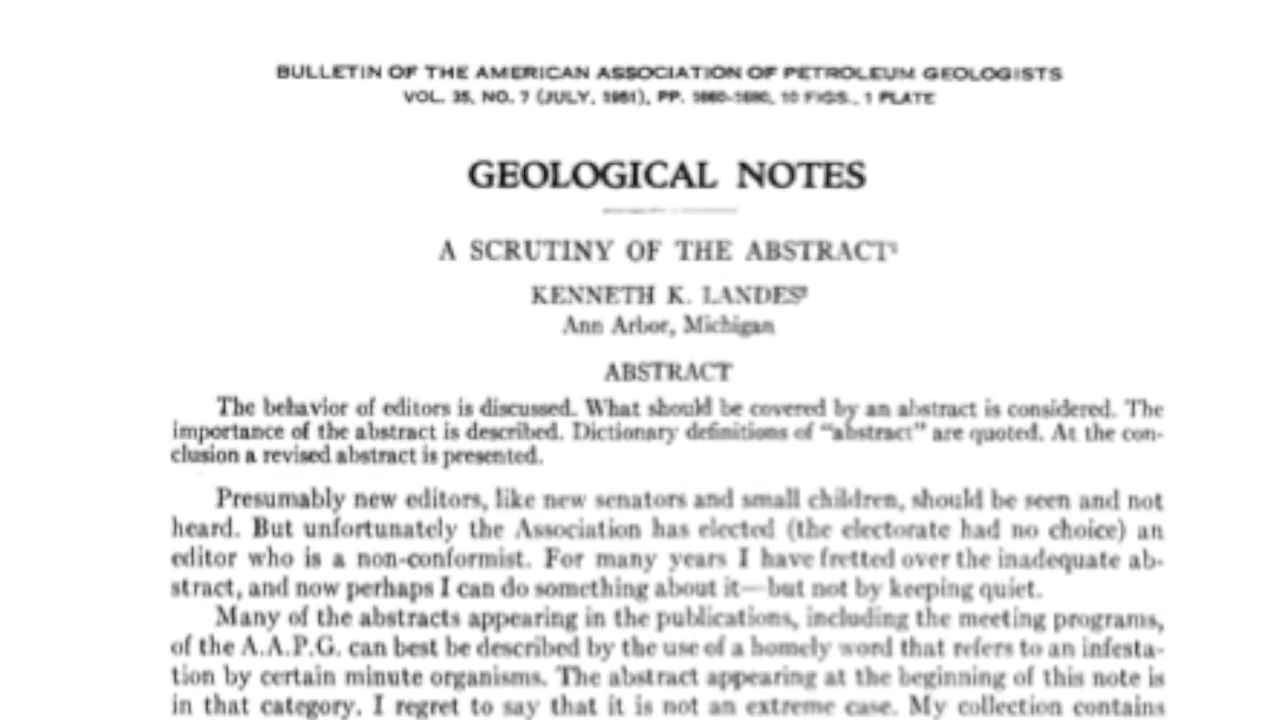 BULLETIN OF THE AMERICAN ASSOCIATION OF PETROLEUM GEOLOGISTS
VOL. 35, NO. 7 (JULY, 1951), PP. 10 FIGS., 1 PLATE
GEOLOGICAL NOTES
A SCRUTINY OF THE ABSTRACT¹
KENNETH K. LANDES²
Ann Arbor, Michigan
ABSTRACT
The behavior of editors is discussed. What should be covered by an abstract is considered. The
importance of the abstract is described. Dictionary definitions of "abstract" are quoted. At the con-
clusion a revised abstract is presented.
Presumably new editors, like new senators and small children, should be seen and not
heard. But unfortunately the Association has elected (the electorate had no choice) an
editor who is a non-conformist. For many years I have fretted over the inadequate ab-
stract, and now perhaps I can do something about it—but not by keeping quiet.
Many of the abstracts appearing in the publications, including the meeting programs,
of the A.A.P.G. can best be described by the use of a homely word that refers to an infesta-
tion by certain minute organisms. The abstract appearing at the beginning of this note is
in that category. I regret to say that it is not an extreme case. My collection contains